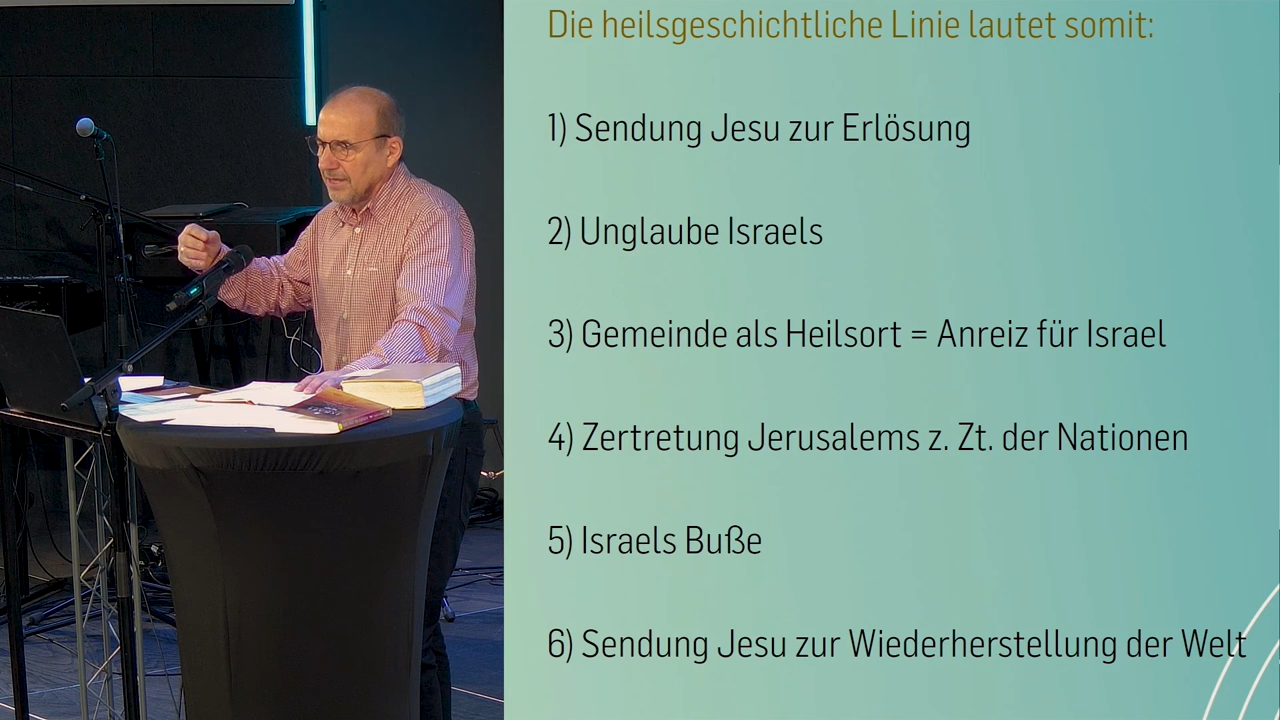 Die heilsgeschichtliche Linie lautet somit:
1) Sendung Jesu zur Erlösung
2) Unglaube Israels
3) Gemeinde als Heilsort = Anreiz für Israel
4) Zertretung Jerusalems z. Zt. der Nationen
5) Israels Buße
6) Sendung Jesu zur Wiederherstellung der Welt